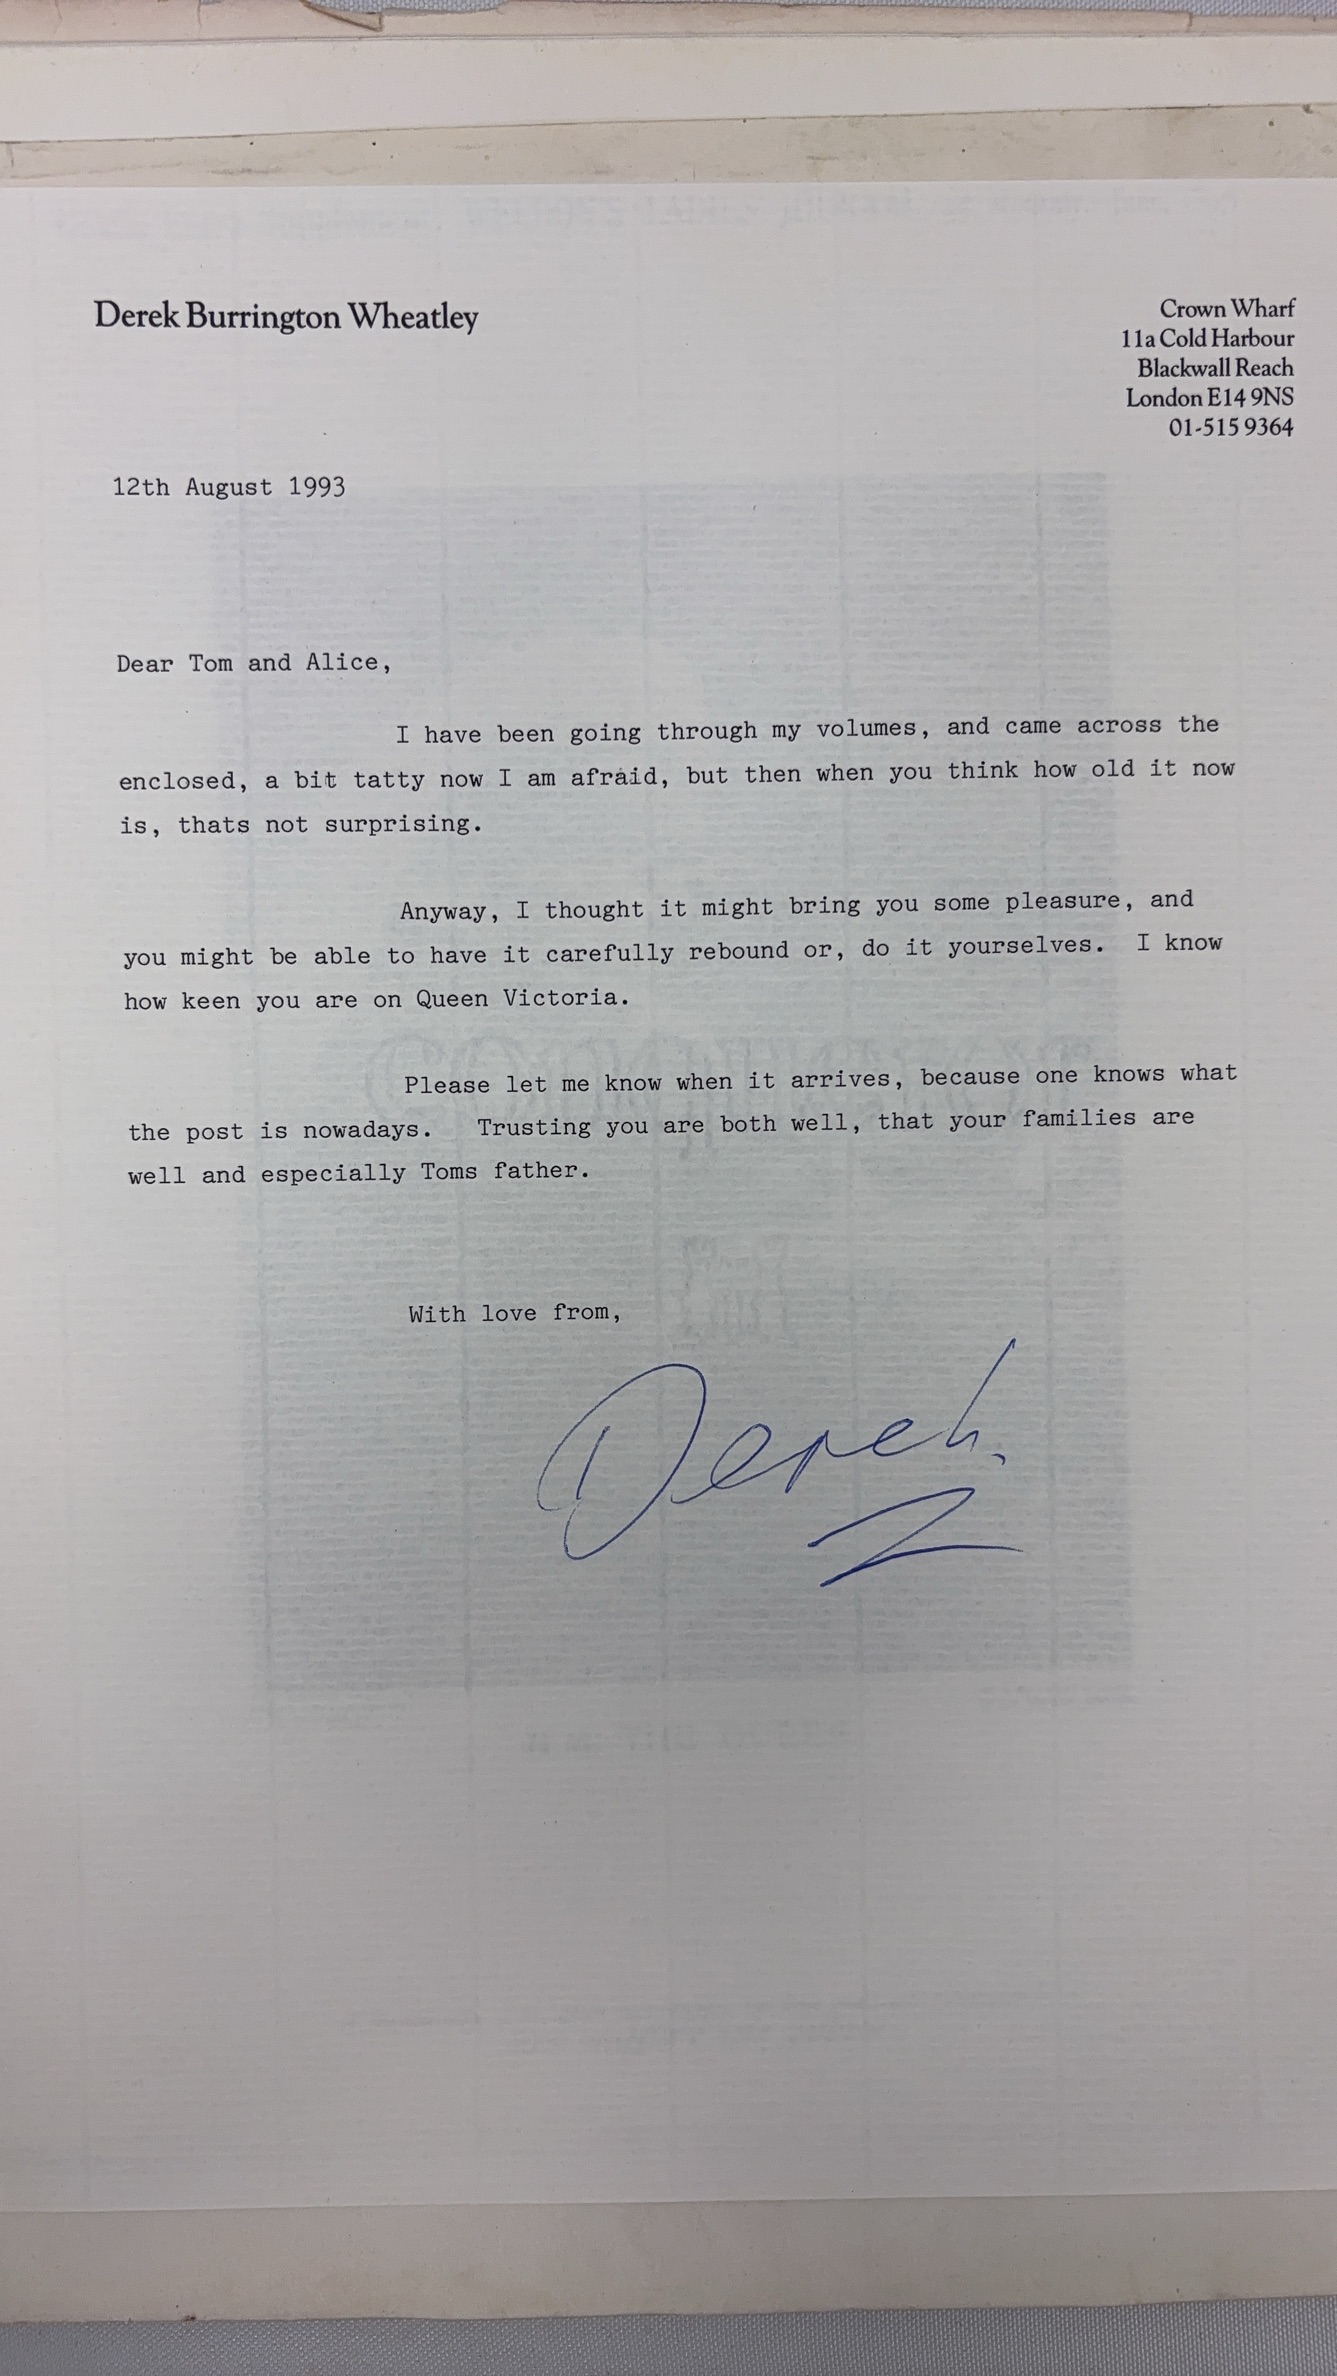 Derek Burrington Wheatley
Crown Wharf
11a Cold Harbour
Blackwall Reach
London E14 9NS
01-515 9364
12th August 1993
Dear Tom and Alice,
I have been going through my volumes, and came across the
enclosed, a bit tatty now I am afraid, but then when you think how old it now
is, thats not surprising.
Anyway, I thought it might bring you some pleasure, and
you might be able to have it carefully rebound or, do it yourselves. I know
how keen you are on Queen Victoria.
Please let me know when it arrives, because one knows what
the post is nowadays. Trusting you are both well, that your families are
well and especially Toms father.
With love from,
Derek.